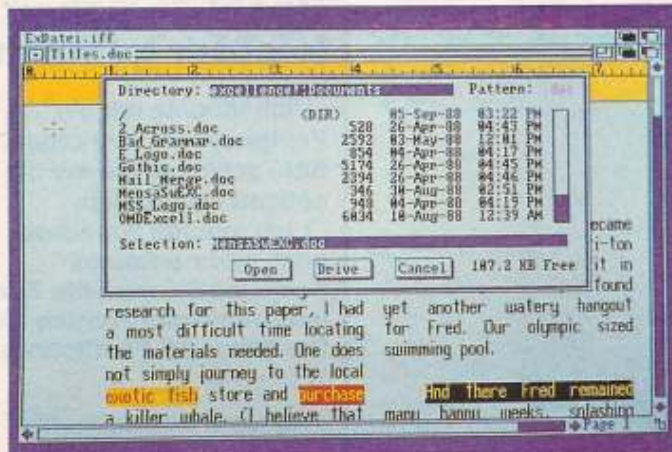 ExDatei.iff
Titles.doc
Directory: excellence!:Documents Pattern: doc
/ (DIR) 05-Sep-88 03:22 PM
2_Across.doc 528 26-Apr-88 04:43 PM
Bad_Grammar.doc 2592 03-May-88 12:01 PM
E_Logo.doc 854 04-Apr-88 04:17 PM
Gothic.doc 5174 26-Apr-88 04:45 PM
Mail_Merge.doc 2394 26-Apr-88 04:46 PM
MensaSwEXC.doc 346 30-Aug-88 02:51 PM
MSS_Logo.doc 948 04-Apr-88 04:19 PM
OMDExcell.doc 6034 10-Aug-88 12:39 AM
Selection: MensaSwEXC.doc
Open Drive Cancel 107.2 KB Free
ecame
i-ton
it in
found
research for this paper, I had
a most difficult time locating
the materials needed. One does
not simply journey to the local
exotic fish store and purchase
a killer whale. (I believe that
yet another watery hangout
for Fred. Our olympic sized
swimming pool.
And there Fred remained
many happy weeks, splashing
Page 1